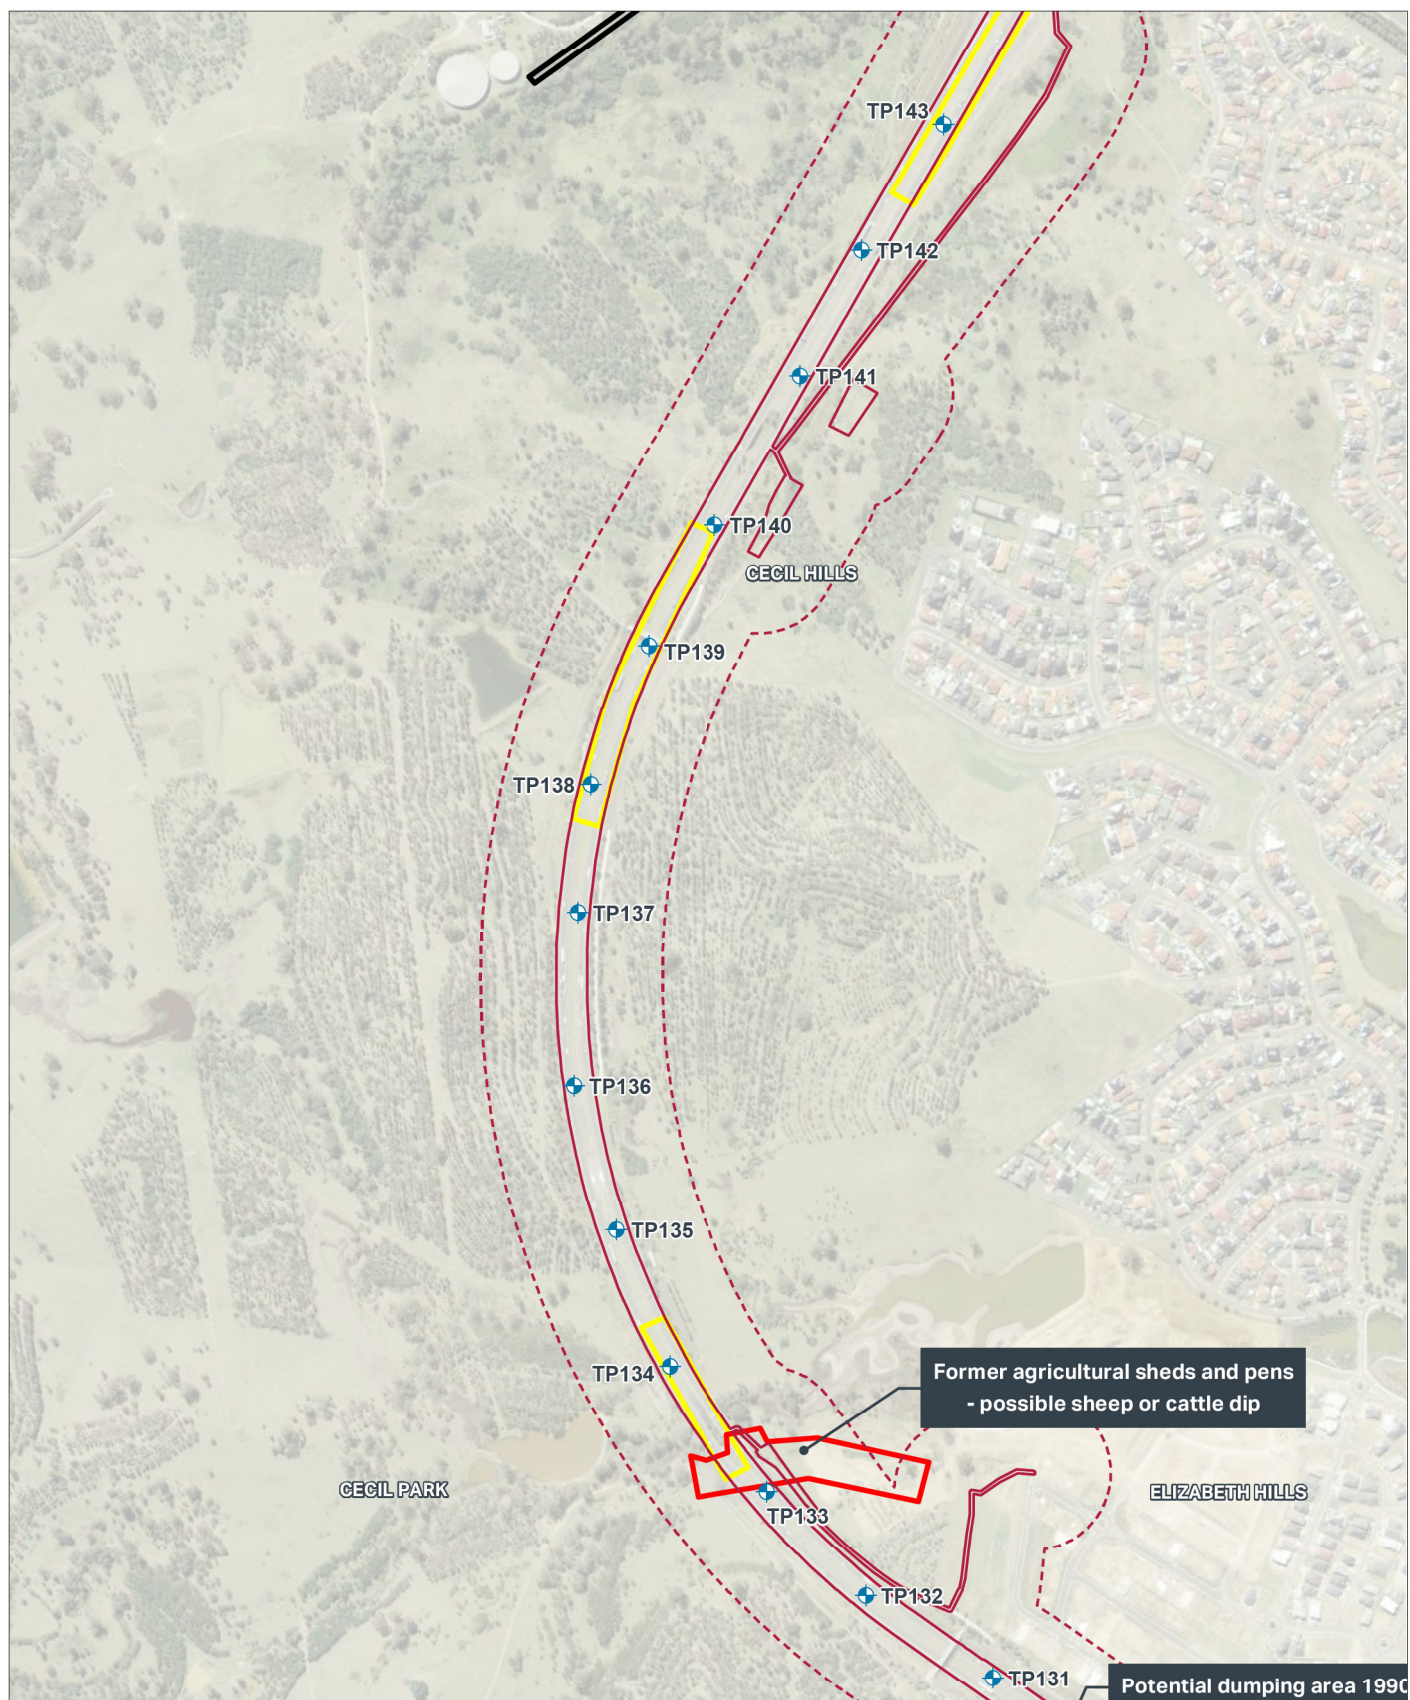 TP143
TP142
TP141
TP140
CECIL HILLS
TP139
TP138
TP137
TP136
TP135
Former agricultural sheds and pens
- possible sheep or cattle dip
TP134
CECIL PARK
ELIZABETH HILLS
TP133
TP132
TP131
Potential dumping area 1990